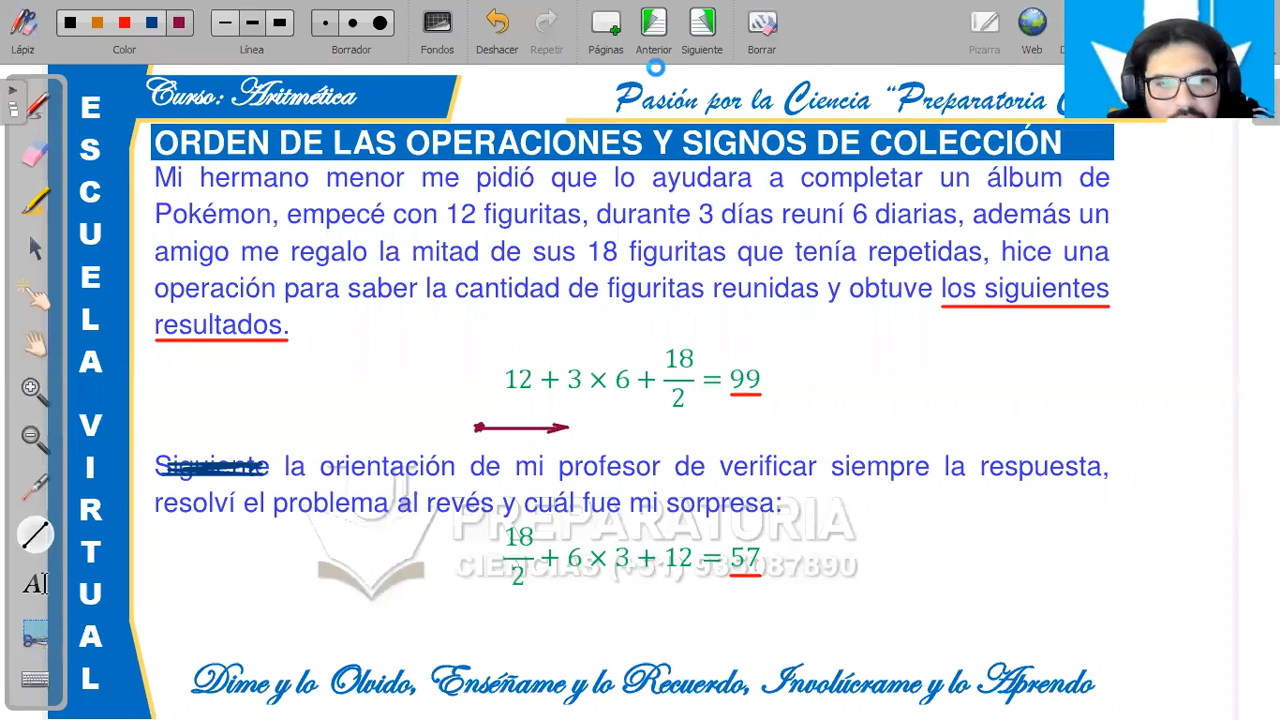 Lápiz
Color
Línea
Borrador
Fondos
Deshacer
Repetir
Páginas
Anterior
Siguiente
Borrar
Pizarra
Web
Curso: Aritmética
Pasión por la Ciencia "Preparatoria
ESCUELA VIRTUAL
ORDEN DE LAS OPERACIONES Y SIGNOS DE COLECCIÓN
Mi hermano menor me pidió que lo ayudara a completar un álbum de
Pokémon, empecé con 12 figuritas, durante 3 días reuní 6 diarias, además un
amigo me regalo la mitad de sus 18 figuritas que tenía repetidas, hice una
operación para saber la cantidad de figuritas reunidas y obtuve los siguientes
resultados.
12 + 3 × 6 + 18/2 = 99
Siguiente la orientación de mi profesor de verificar siempre la respuesta,
resolví el problema al revés y cuál fue mi sorpresa:
PREPARATORIA
18/2 + 6 × 3 + 12 = 57
CIENCIAS (+51) 087890
Dime y lo Olvido, Enséñame y lo Recuerdo, Involúcrame y lo Aprendo
AI